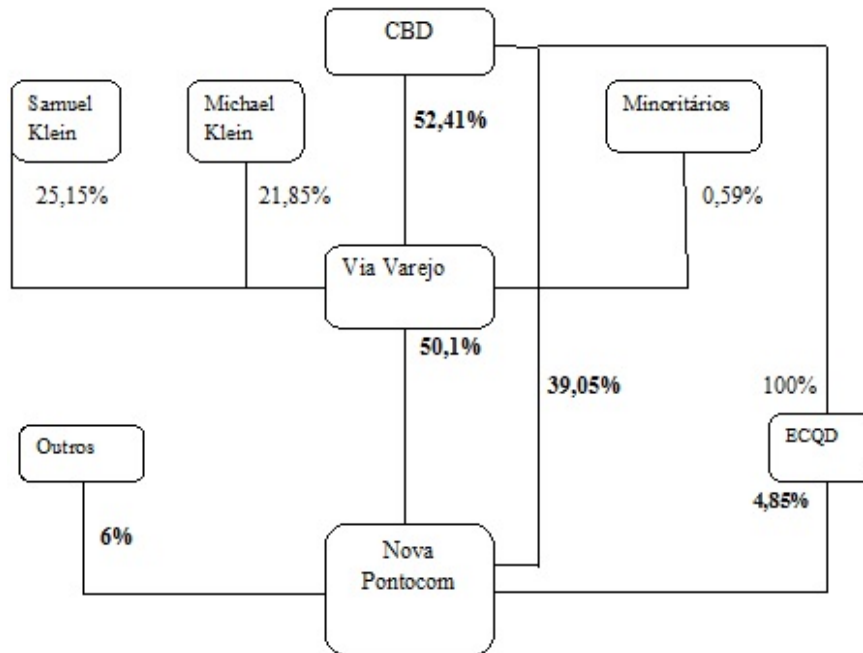 CBD
Samuel
Klein
Michael
Klein
Minoritários
52,41%
25,15%
21,85%
0,59%
Via Varejo
50,1%
39,05%
100%
Outros
ECQD
4,85%
6%
Nova
Pontocom